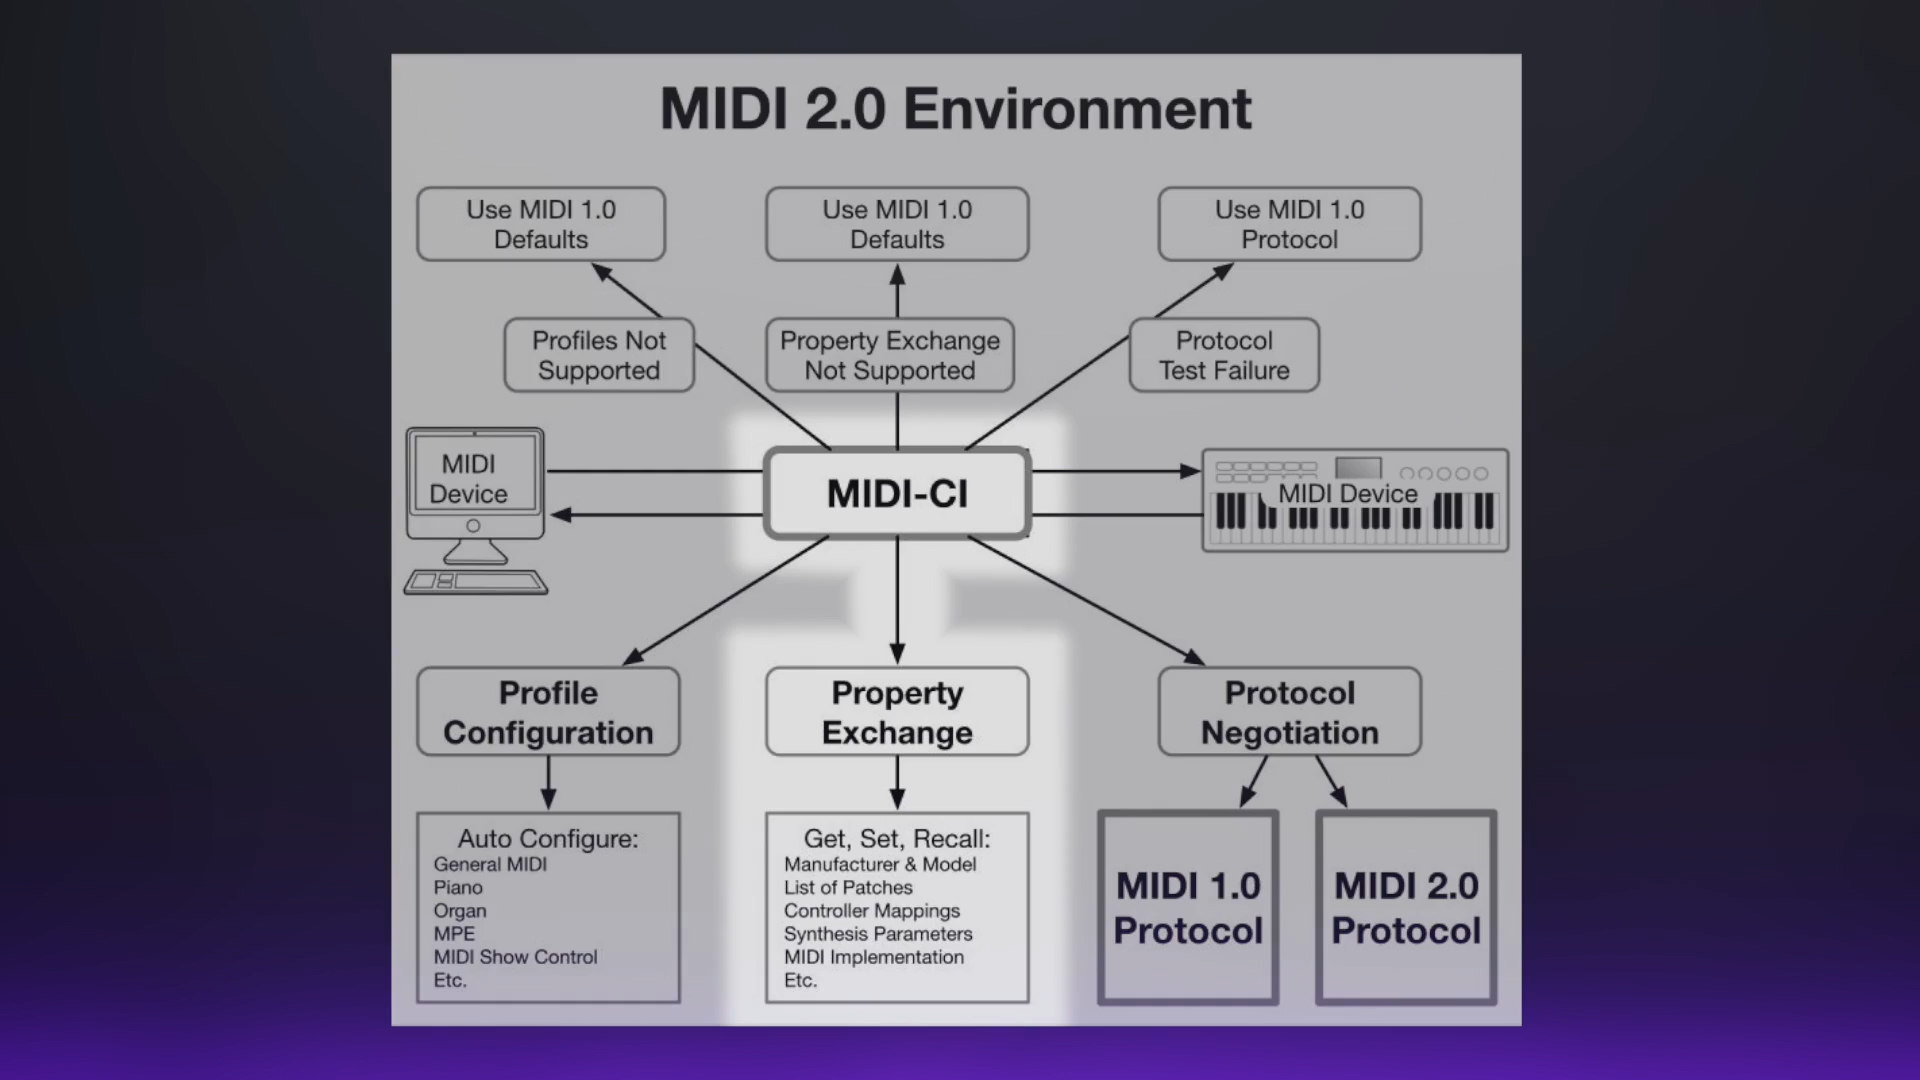 MIDI 2.0 Environment
Use MIDI 1.0
Defaults
Use MIDI 1.0
Defaults
Use MIDI 1.0
Protocol
Profiles Not
Supported
Property Exchange
Not Supported
Protocol
Test Failure
MIDI
Device
MIDI-CI
MIDI Device
Profile
Configuration
Property
Exchange
Protocol
Negotiation
Auto Configure:
General MIDI
Piano
Organ
MPE
MIDI Show Control
Etc.
Get, Set, Recall:
Manufacturer & Model
List of Patches
Controller Mappings
Synthesis Parameters
MIDI Implementation
Etc.
MIDI 1.0
Protocol
MIDI 2.0
Protocol